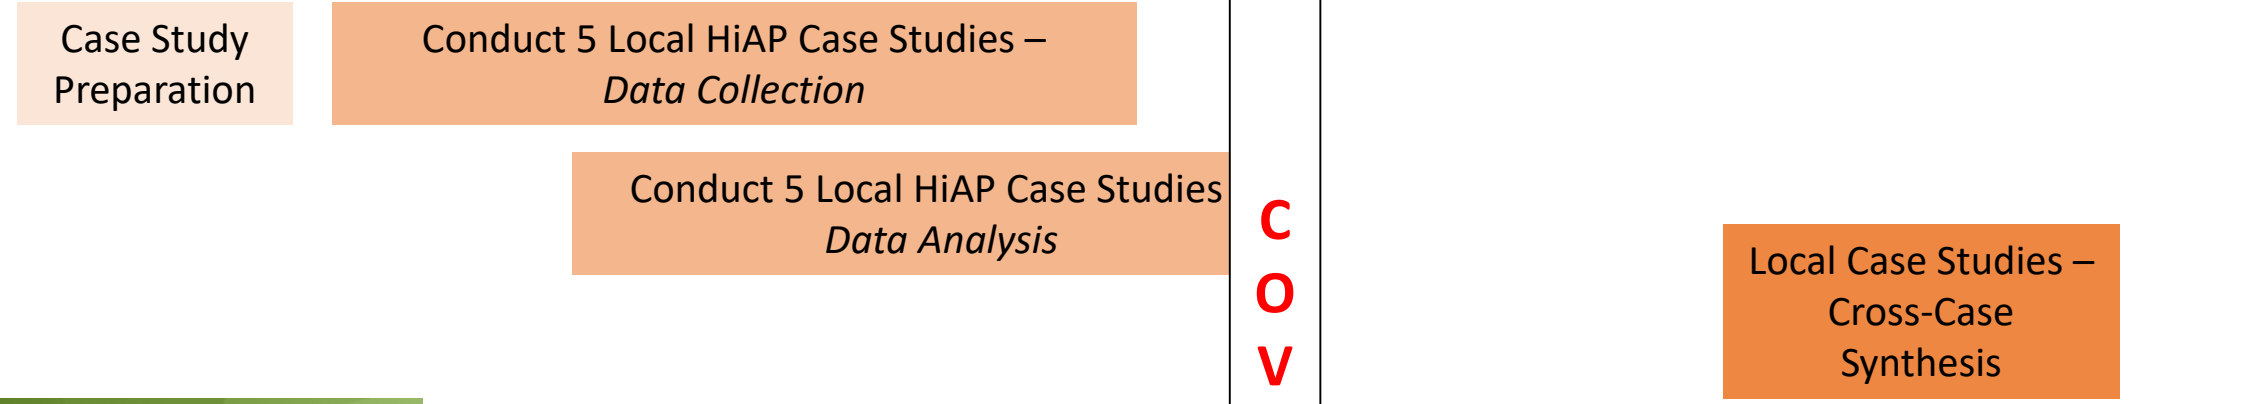 Case Study
Preparation
Conduct 5 Local HiAP Case Studies –
Data Collection
Conduct 5 Local HiAP Case Studies
Data Analysis
C
O
V
Local Case Studies –
Cross-Case
Synthesis